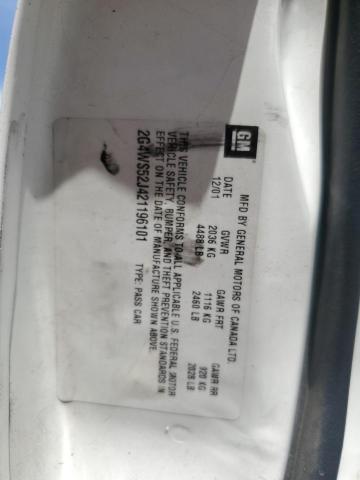 GM
MFD BY GENERAL MOTORS OF CANADA LTD.
DATE GVWR GAWR FRT GAWR RR
12/01 2036 KG 1116 KG 920 KG
4488 LB 2460 LB 2028 LB
THIS VEHICLE CONFORMS TO ALL APPLICABLE U.S. FEDERAL MOTOR
VEHICLE SAFETY, BUMPER, AND THEFT PREVENTION STANDARDS IN
EFFECT ON THE DATE OF MANUFACTURE SHOWN ABOVE.
2G4WS52J421196101 TYPE: PASS CAR